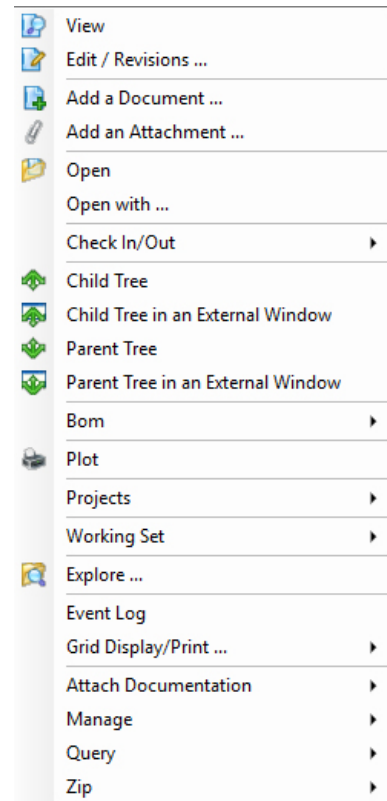 View
Edit / Revisions ...
Add a Document ...
Add an Attachment ...
Open
Open with ...
Check In/Out
Child Tree
Child Tree in an External Window
Parent Tree
Parent Tree in an External Window
Bom
Plot
Projects
Working Set
Explore ...
Event Log
Grid Display/Print ...
Attach Documentation
Manage
Query
Zip